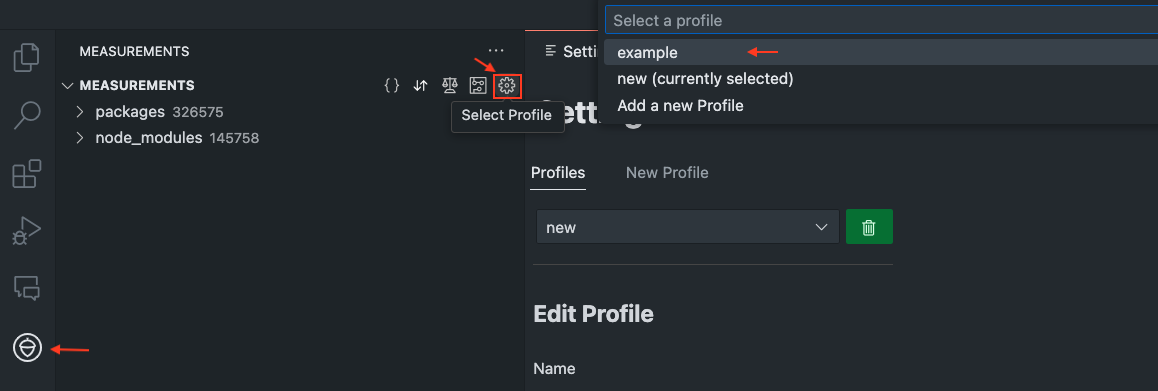 Select a profile
MEASUREMENTS
Setti
example
MEASUREMENTS
new (currently selected)
packages 326575
Select Profile
Add a new Profile
node_modules 145758
Profiles
New Profile
new
Edit Profile
Name